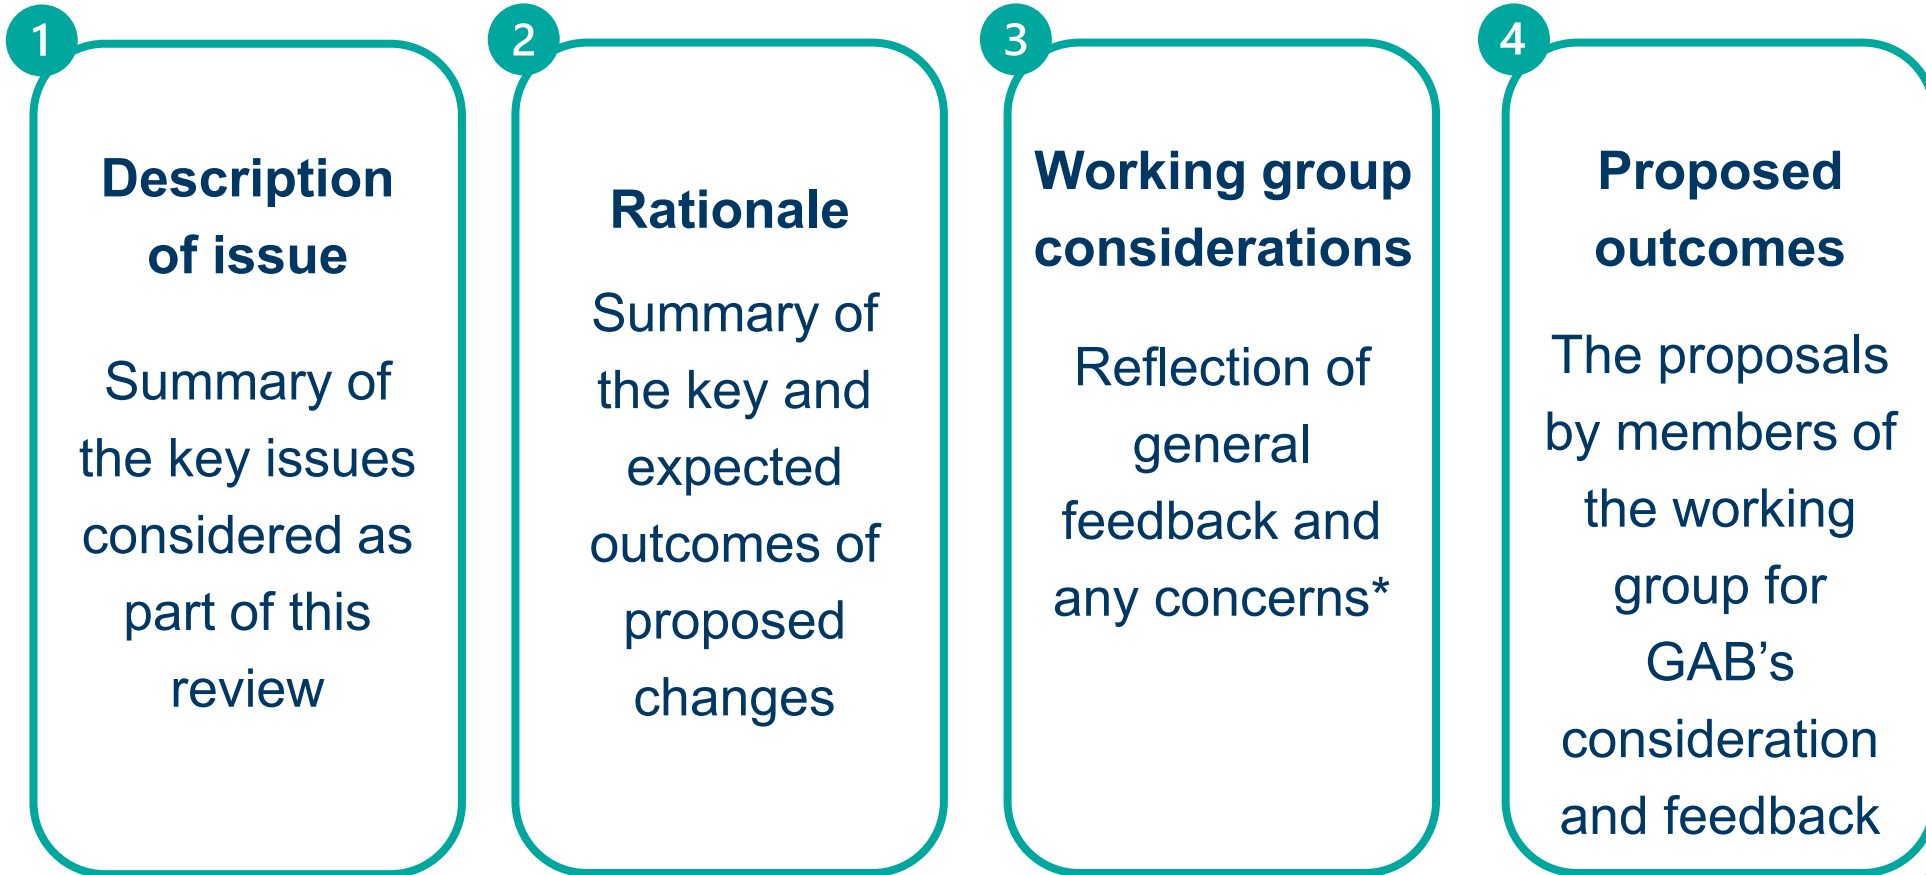 1
Description
of issue
Summary of
the key issues
considered as
part of this
review
2
Rationale
Summary of
the key and
expected
outcomes of
proposed
changes
3
Working group
considerations
Reflection of
general
feedback and
any concerns*
4
Proposed
outcomes
The proposals
by members of
the working
group for
GAB’s
consideration
and feedback